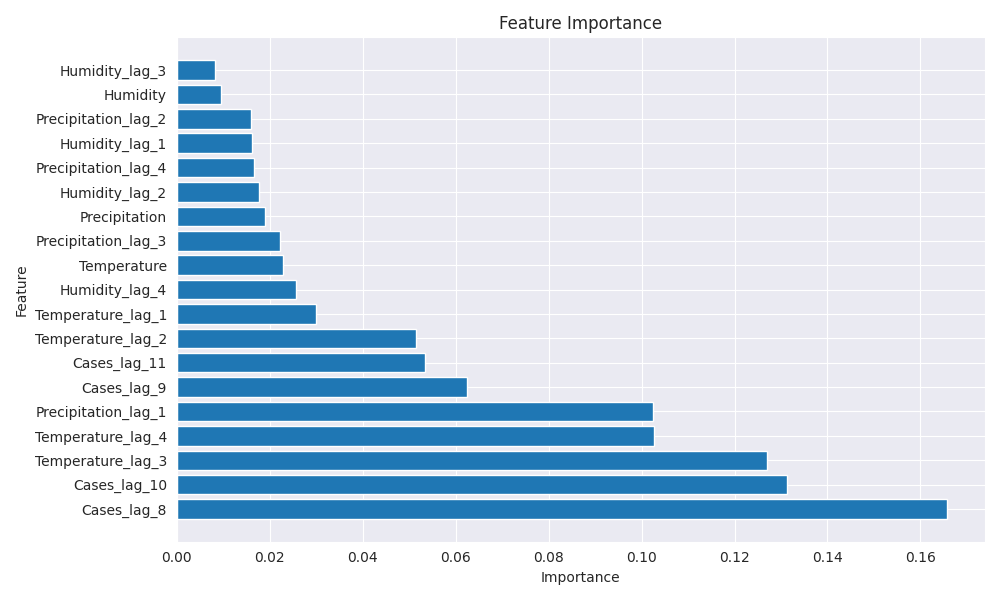 Feature Importance
Humidity_lag_3
Humidity
Precipitation_lag_2
Humidity_lag_1
Precipitation_lag_4
Humidity_lag_2
Precipitation
Precipitation_lag_3
Temperature
Humidity_lag_4
Temperature_lag_1
Temperature_lag_2
Cases_lag_11
Cases_lag_9
Precipitation_lag_1
Temperature_lag_4
Temperature_lag_3
Cases_lag_10
Cases_lag_8
Feature
0.00 0.02 0.04 0.06 0.08 0.10 0.12 0.14 0.16
Importance